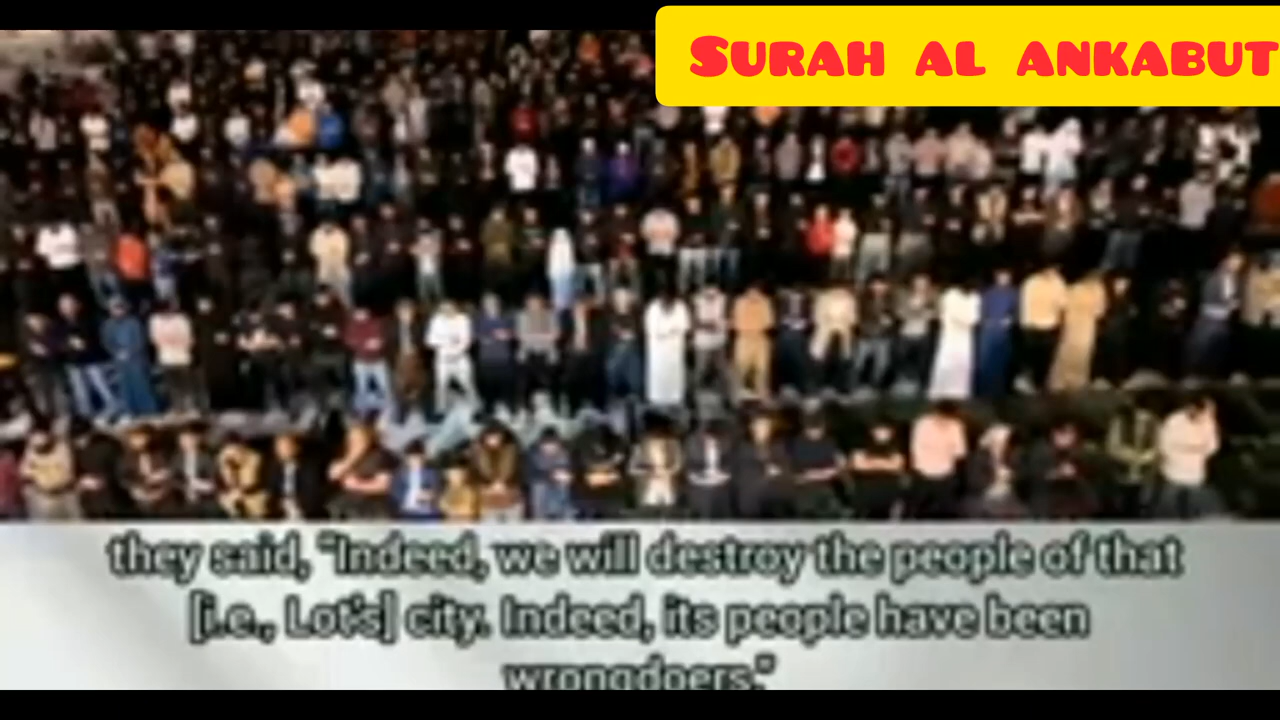 SURAH AL ANKABUT
they said, "Indeed, we will destroy the people of that
[i.e., Lot's] city. Indeed, its people have been
wrongdoers."